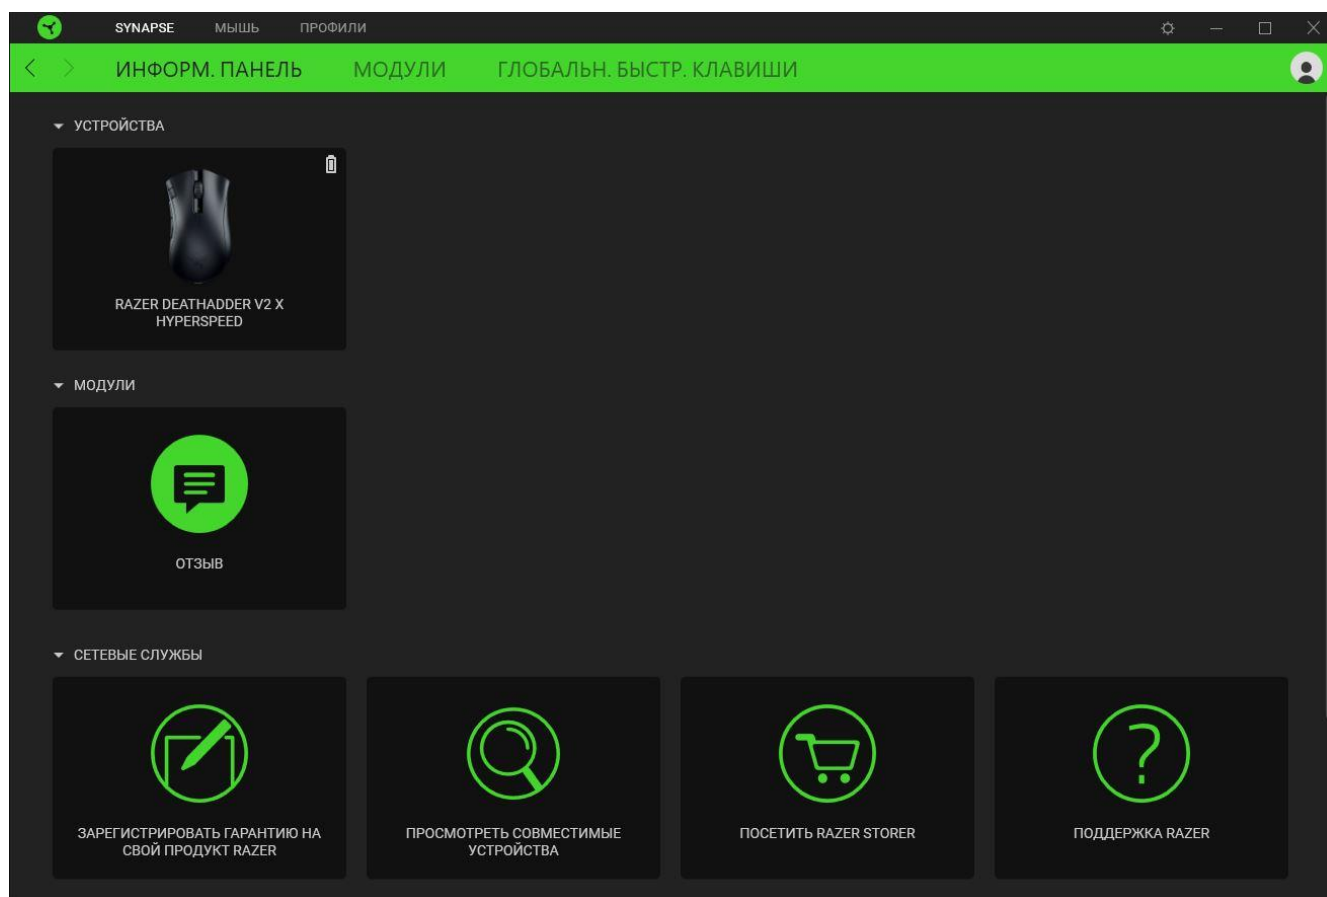 SYNAPSE МЫШЬ ПРОФИЛИ
ИНФОРМ. ПАНЕЛЬ МОДУЛИ ГЛОБАЛЬН. БЫСТР. КЛАВИШИ
УСТРОЙСТВА
RAZER DEATHADDER V2 X
HYPERSPEED
МОДУЛИ
ОТЗЫВ
СЕТЕВЫЕ СЛУЖБЫ
ЗАРЕГИСТРИРОВАТЬ ГАРАНТИЮ НА
СВОЙ ПРОДУКТ RAZER
ПРОСМОТРЕТЬ СОВМЕСТИМЫЕ
УСТРОЙСТВА
ПОСЕТИТЬ RAZER STORER
ПОДДЕРЖКА RAZER